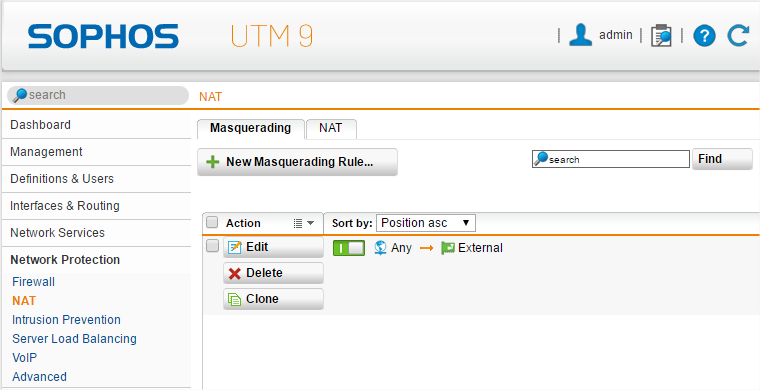 SOPHOS UTM 9 | admin | | ?
search NAT
Dashboard
Management
Definitions & Users
Interfaces & Routing
Network Services
Network Protection
Firewall
NAT
Intrusion Prevention
Server Load Balancing
VoIP
Advanced
Masquerading NAT
New Masquerading Rule... search Find
Action Sort by: Position asc
Edit Any External
Delete
Clone